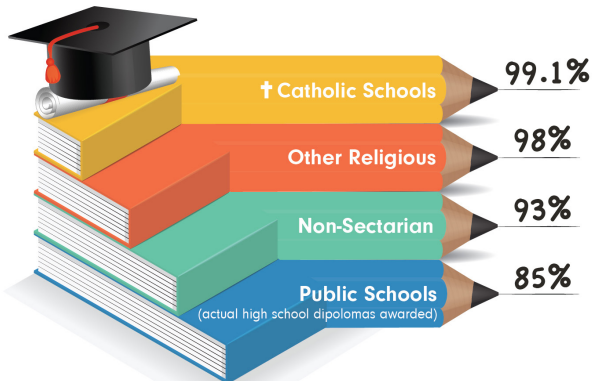 ✝ Catholic Schools 99.1%
Other Religious 98%
Non-Sectarian 93%
Public Schools 85%
(actual high school dipolomas awarded)